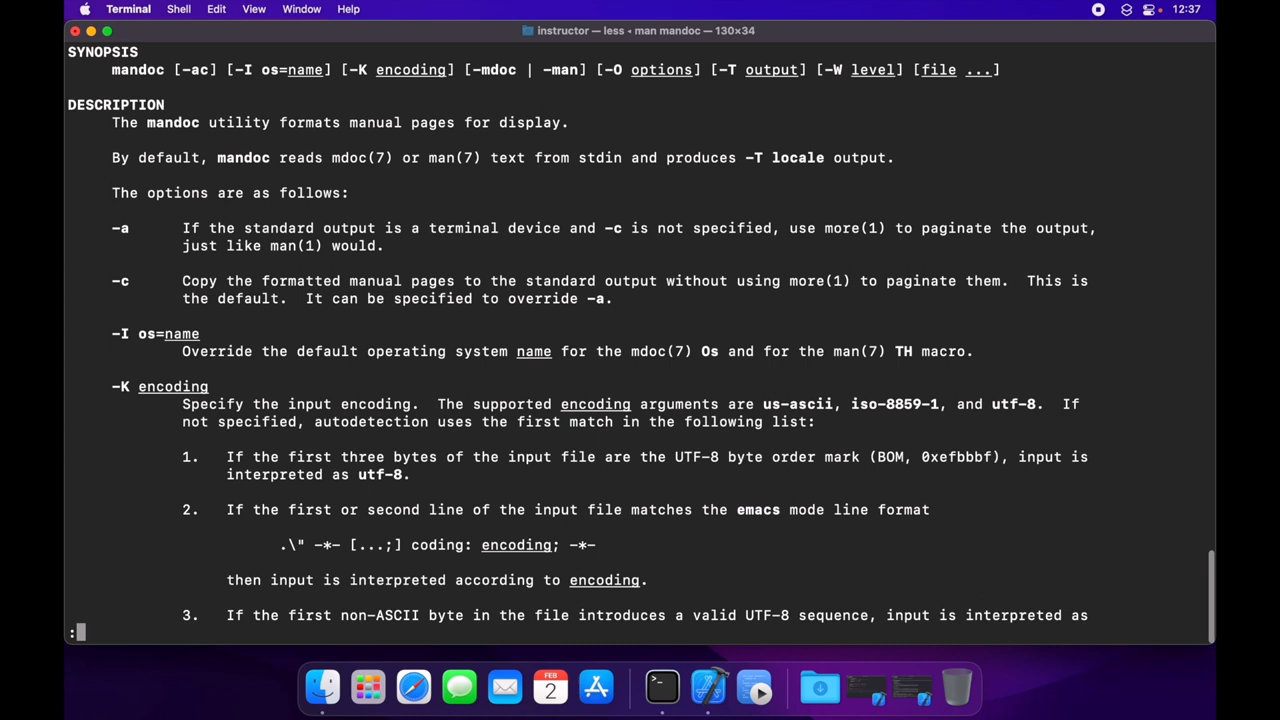 Terminal Shell Edit View Window Help 12:37
instructor — less ◂ man mandoc — 130×34
SYNOPSIS
mandoc [-ac] [-I os=name] [-K encoding] [-mdoc | -man] [-O options] [-T output] [-W level] [file ...]
DESCRIPTION
The mandoc utility formats manual pages for display.
By default, mandoc reads mdoc(7) or man(7) text from stdin and produces -T locale output.
The options are as follows:
-a If the standard output is a terminal device and -c is not specified, use more(1) to paginate the output,
just like man(1) would.
-c Copy the formatted manual pages to the standard output without using more(1) to paginate them. This is
the default. It can be specified to override -a.
-I os=name
Override the default operating system name for the mdoc(7) Os and for the man(7) TH macro.
-K encoding
Specify the input encoding. The supported encoding arguments are us-ascii, iso-8859-1, and utf-8. If
not specified, autodetection uses the first match in the following list:
1. If the first three bytes of the input file are the UTF-8 byte order mark (BOM, 0xefbbbf), input is
interpreted as utf-8.
2. If the first or second line of the input file matches the emacs mode line format
.\" -*- [...;] coding: encoding; -*-
then input is interpreted according to encoding.
3. If the first non-ASCII byte in the file introduces a valid UTF-8 sequence, input is interpreted as
:
FEB
2
>_